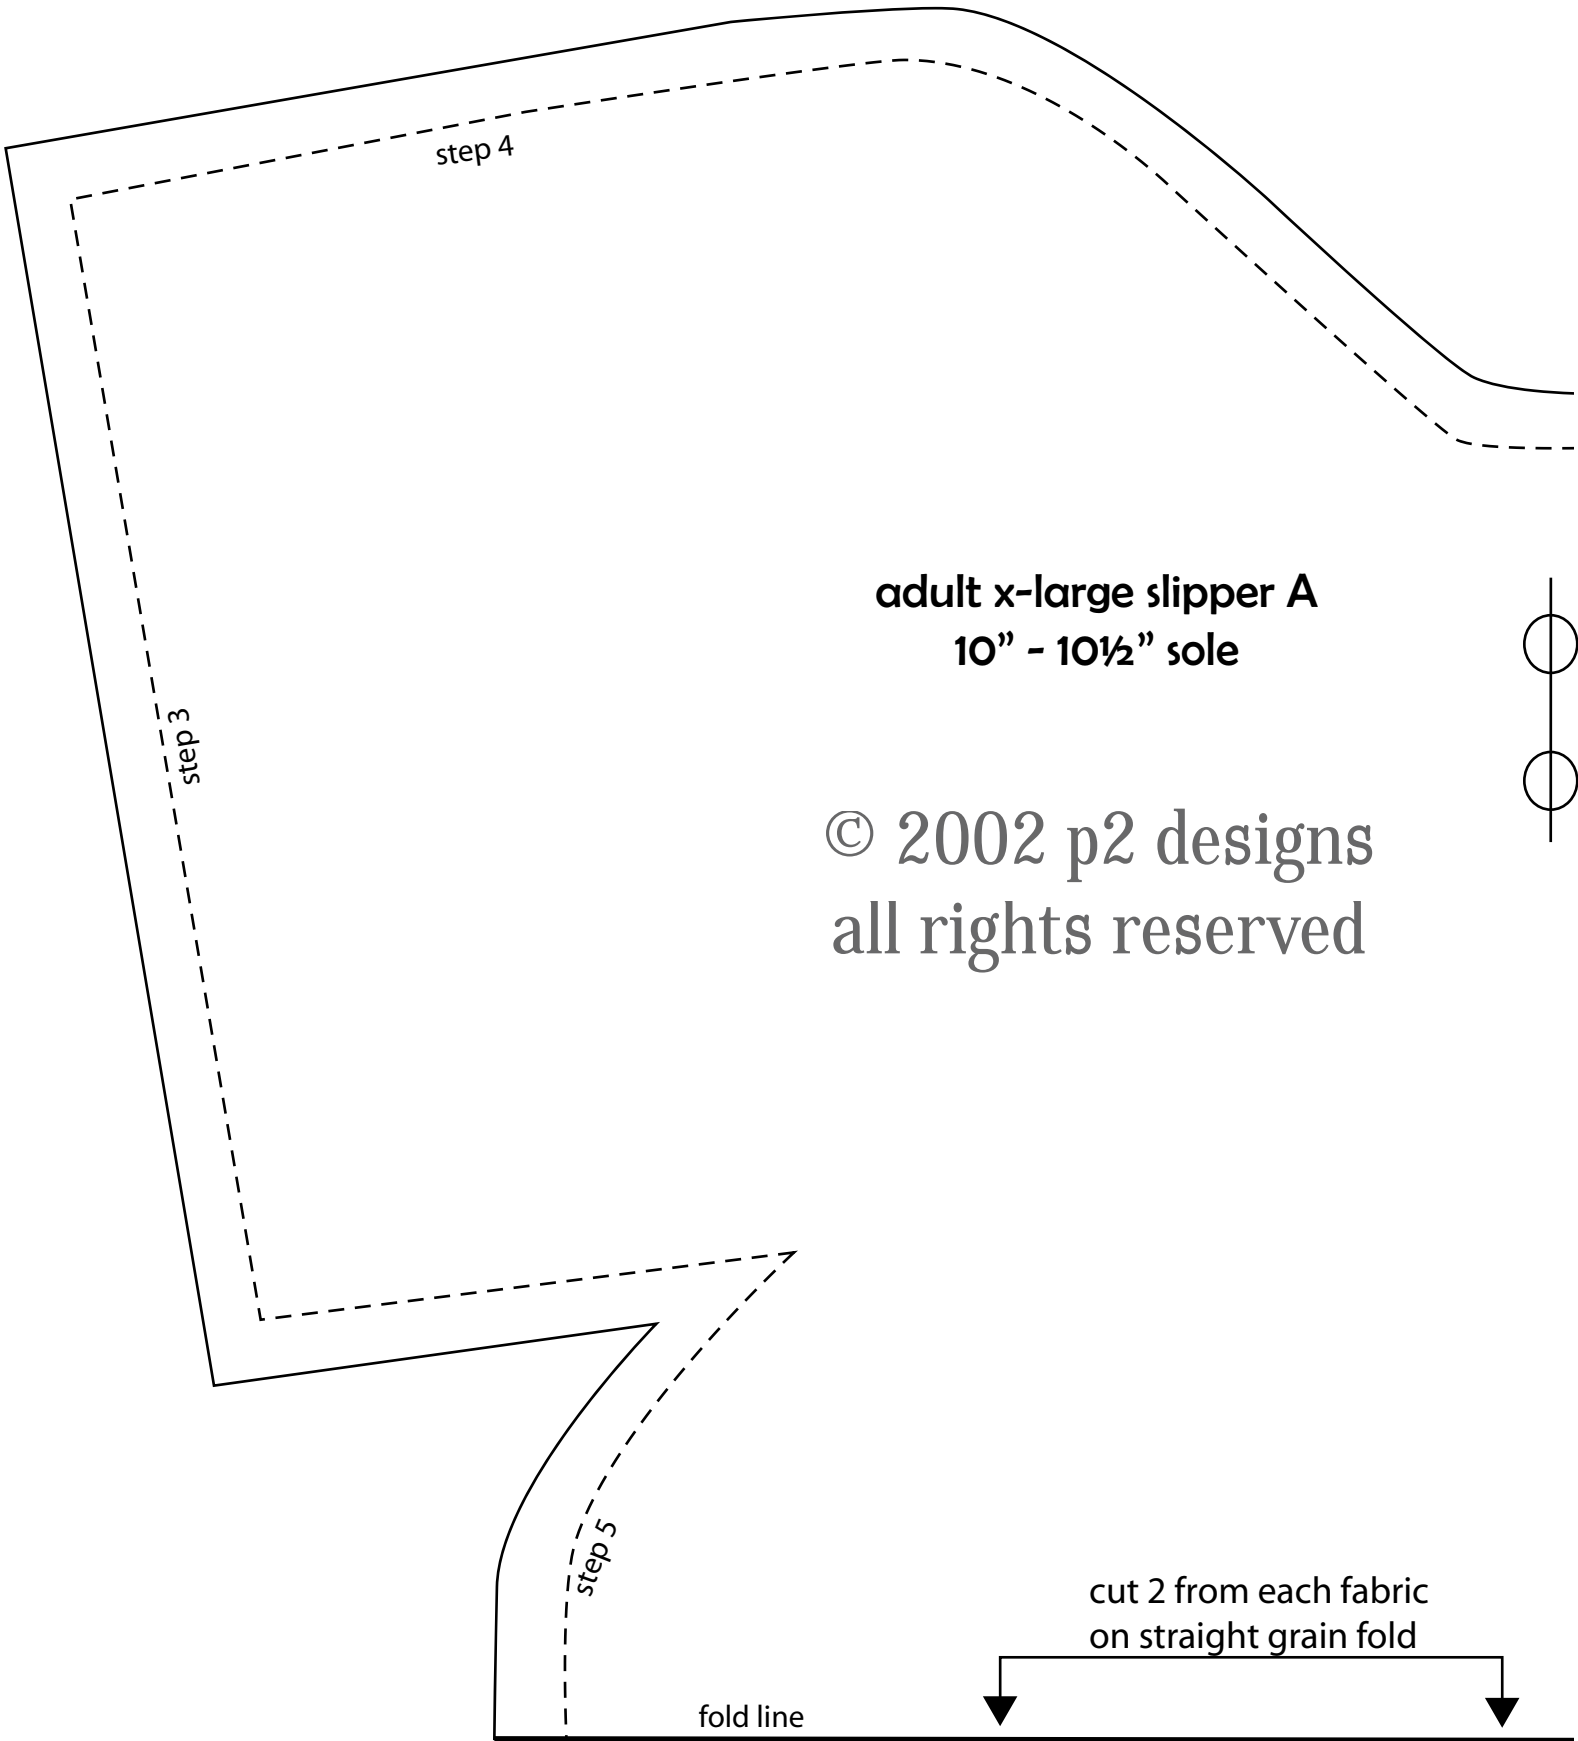 step 4
adult x-large slipper A
10” - 10½” sole
step 3
© 2002 p2 designs
all rights reserved
step 5
cut 2 from each fabric
on straight grain fold
fold line